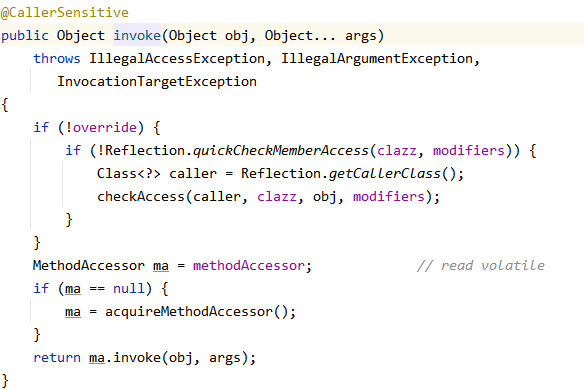 @CallerSensitive
public Object invoke(Object obj, Object... args)
    throws IllegalAccessException, IllegalArgumentException,
       InvocationTargetException
{
    if (!override) {
        if (!Reflection.quickCheckMemberAccess(clazz, modifiers)) {
            Class<?> caller = Reflection.getCallerClass();
            checkAccess(caller, clazz, obj, modifiers);
        }
    }
    MethodAccessor ma = methodAccessor;             // read volatile
    if (ma == null) {
        ma = acquireMethodAccessor();
    }
    return ma.invoke(obj, args);
}